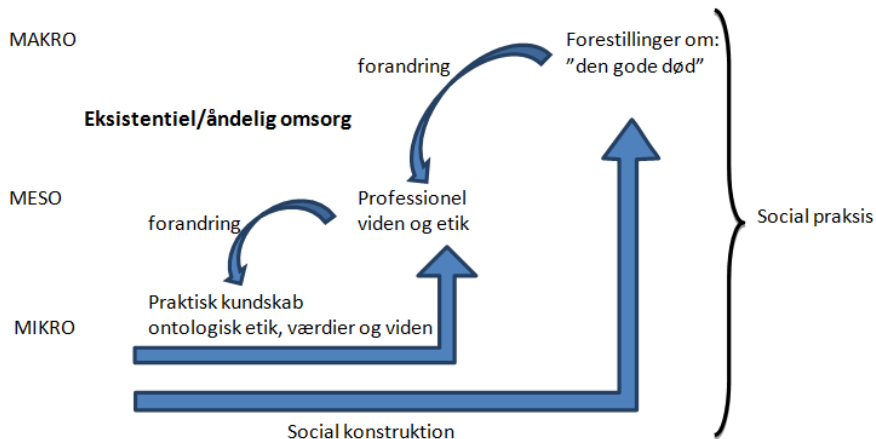 MAKRO
Forestillinger om:
”den gode død”
forandring
Eksistentiel/åndelig omsorg
MESO
Professionel
viden og etik
forandring
Social praksis
Praktisk kundskab
ontologisk etik, værdier og viden
MIKRO
Social konstruktion